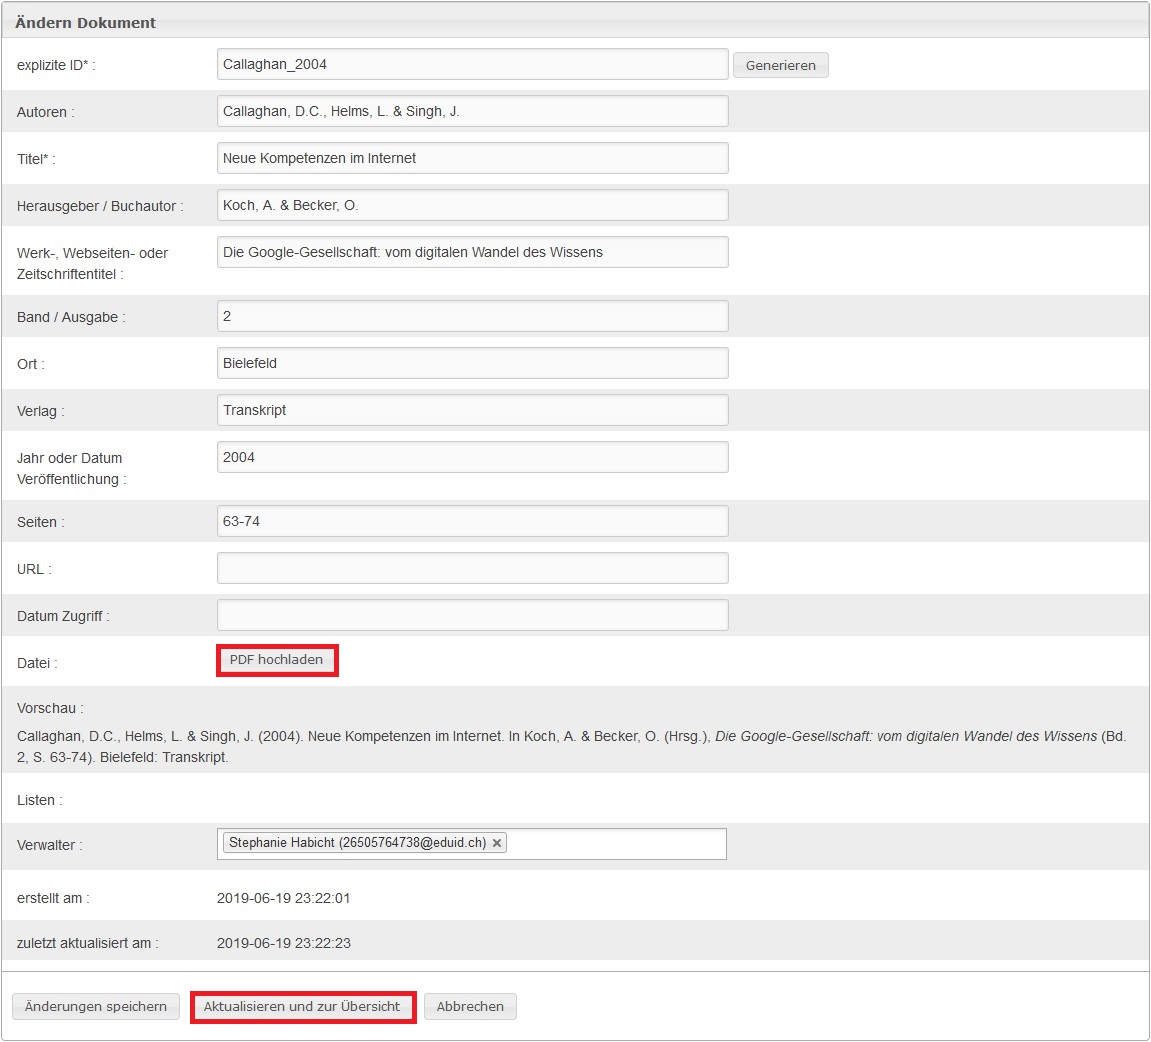 Ändern Dokument
explizite ID* :
Callaghan_2004
Generieren
Autoren :
Callaghan, D.C., Helms, L. & Singh, J.
Titel* :
Neue Kompetenzen im Internet
Herausgeber / Buchautor :
Koch, A. & Becker, O.
Werk-, Webseiten- oder
Zeitschriftentitel :
Die Google-Gesellschaft: vom digitalen Wandel des Wissens
Band / Ausgabe :
2
Ort :
Bielefeld
Verlag :
Transkript
Jahr oder Datum
Veröffentlichung :
2004
Seiten :
63-74
URL :
Datum Zugriff :
Datei :
PDF hochladen
Vorschau :
Callaghan, D.C., Helms, L. & Singh, J. (2004). Neue Kompetenzen im Internet. In Koch, A. & Becker, O. (Hrsg.), Die Google-Gesellschaft: vom digitalen Wandel des Wissens (Bd.
2, S. 63-74). Bielefeld: Transkript.
Listen :
Verwalter :
Stephanie Habicht (26505764738@eduid.ch) ×
erstellt am :
2019-06-19 23:22:01
zuletzt aktualisiert am :
2019-06-19 23:22:23
Änderungen speichern
Aktualisieren und zur Übersicht
Abbrechen